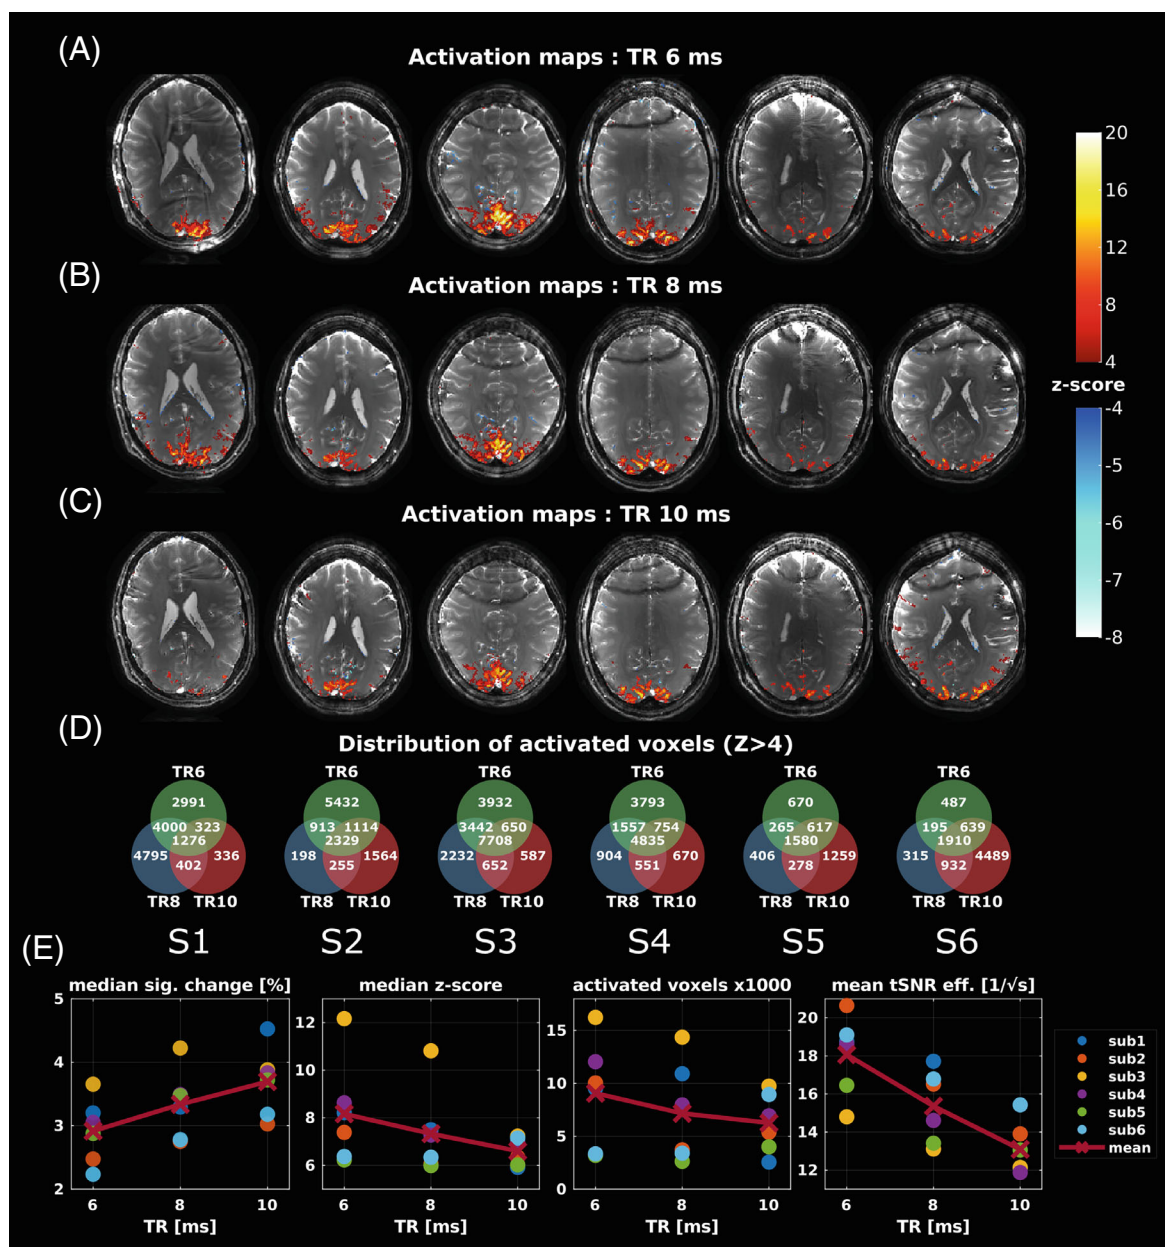 (A)
Activation maps : TR 6 ms
20
16
12
8
4
(B)
Activation maps : TR 8 ms
z-score
-4
-5
-6
-7
-8
(C)
Activation maps : TR 10 ms
(D)
Distribution of activated voxels (Z>4)
TR6 TR6 TR6 TR6 TR6 TR6
2991 5432 3932 3793 670 487
4000 323 913 1114 3442 650 1557 754 265 617 195 639
1276 2329 7708 4835 1580 1910
4795 336 198 1564 2232 587 904 670 406 1259 315 4489
402 255 652 551 278 932
TR8 TR10 TR8 TR10 TR8 TR10 TR8 TR10 TR8 TR10 TR8 TR10
S1 S2 S3 S4 S5 S6
(E)
median sig. change [%]
5
4
3
2
6 8 10
TR [ms]
median z-score
12
10
8
6
6 8 10
TR [ms]
activated voxels x1000
15
10
5
0
6 8 10
TR [ms]
mean tSNR eff. [1/√s]
20
18
16
14
12
6 8 10
TR [ms]
sub1
sub2
sub3
sub4
sub5
sub6
mean